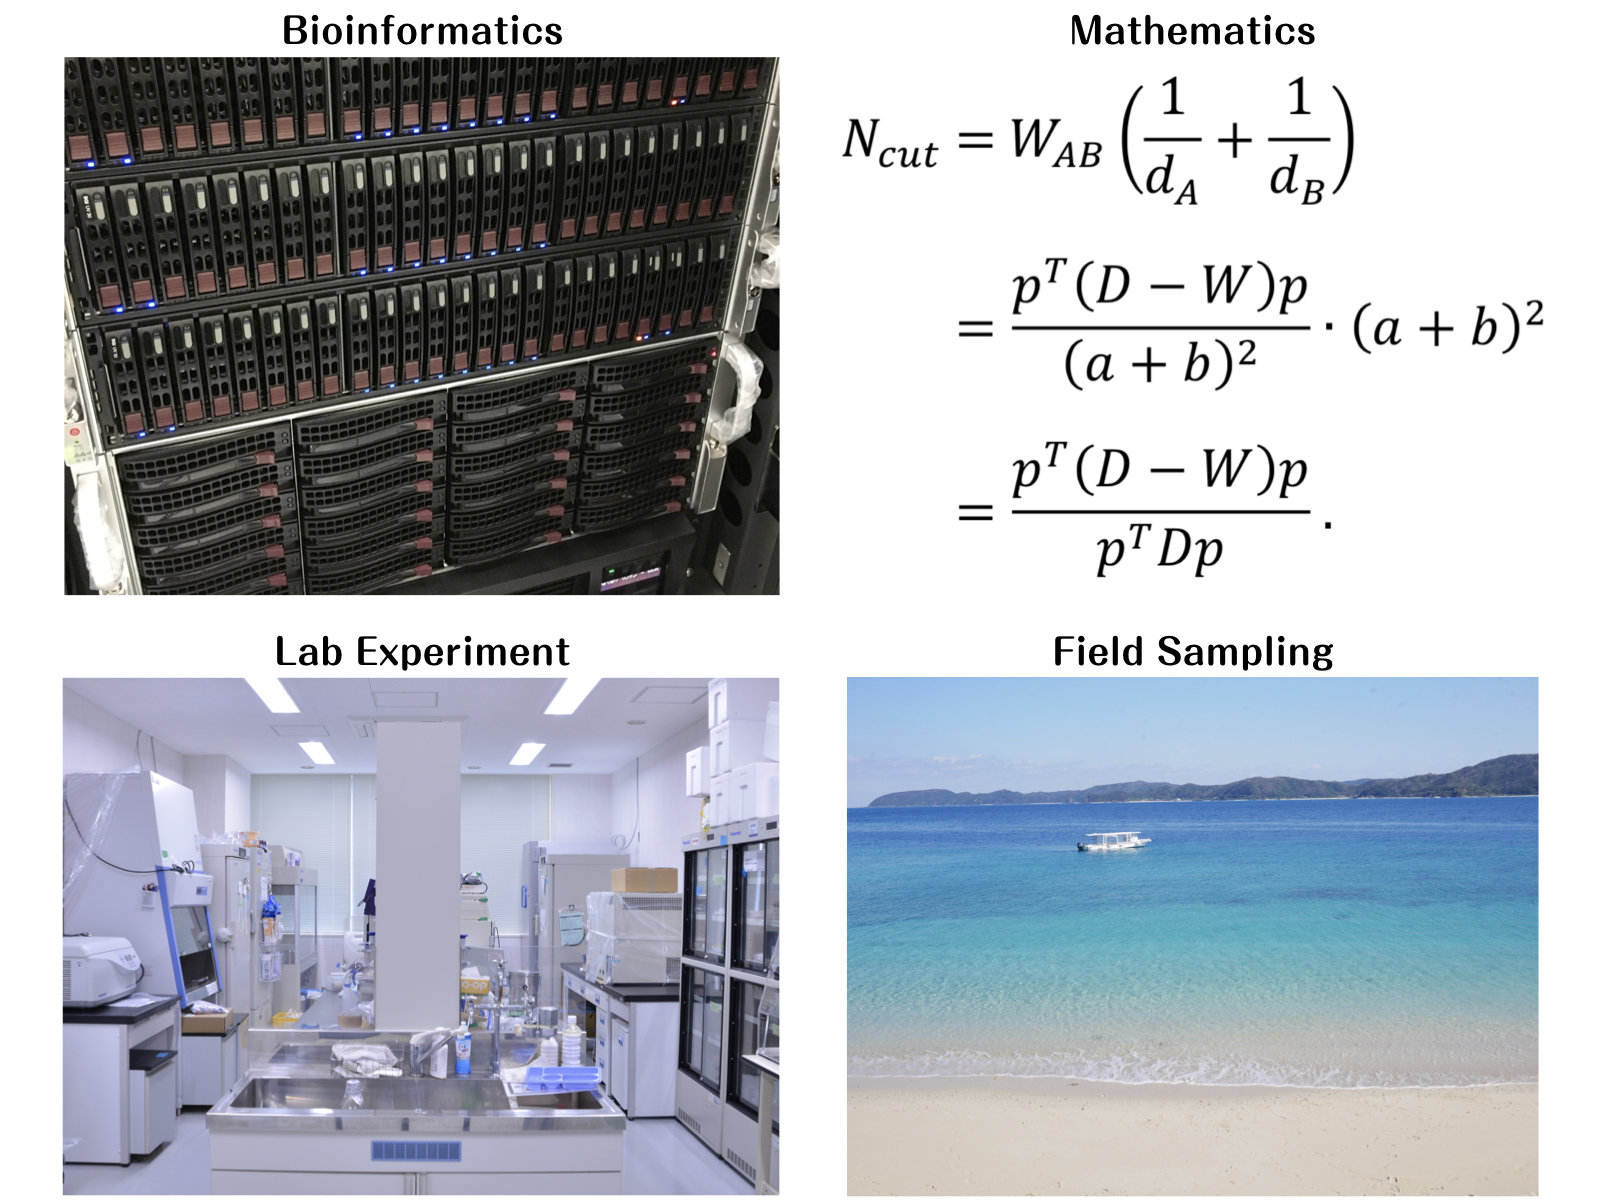 Bioinformatics
Mathematics
N_{cut} = W_{AB} \left( \frac{1}{d_A} + \frac{1}{d_B} \right)
= \frac{p^T(D - W)p}{(a + b)^2} \cdot (a + b)^2
= \frac{p^T(D - W)p}{p^T Dp} .
Lab Experiment
Field Sampling